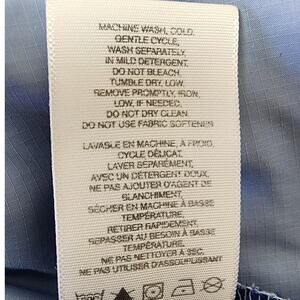 MACHINE WASH, COLD,
GENTLE CYCLE,
WASH SEPARATELY,
IN MILD DETERGENT.
DO NOT BLEACH.
TUMBLE DRY, LOW.
REMOVE PROMPTLY, IRON,
LOW, IF NEEDED,
DO NOT DRY CLEAN.
DO NOT USE FABRIC SOFTENER
LAVABLE EN MACHINE, A FROID,
CYCLE DÉLICAT.
LAVER SÉPARÉMENT,
AVEC UN DÉTERGENT DOUX.
NE PAS AJOUTER D'AGENT DE
BLANCHIMENT.
SÉCHER EN MACHINE À BASSE
TEMPÉRATURE.
RETIRER RAPIDEMENT.
REPASSER AU BESOIN À BASSE
TEMPÉRATURE.
NE PAS NETTOYER À SEC.
NE PAS UTILISER D'ASSOUPLISSANT